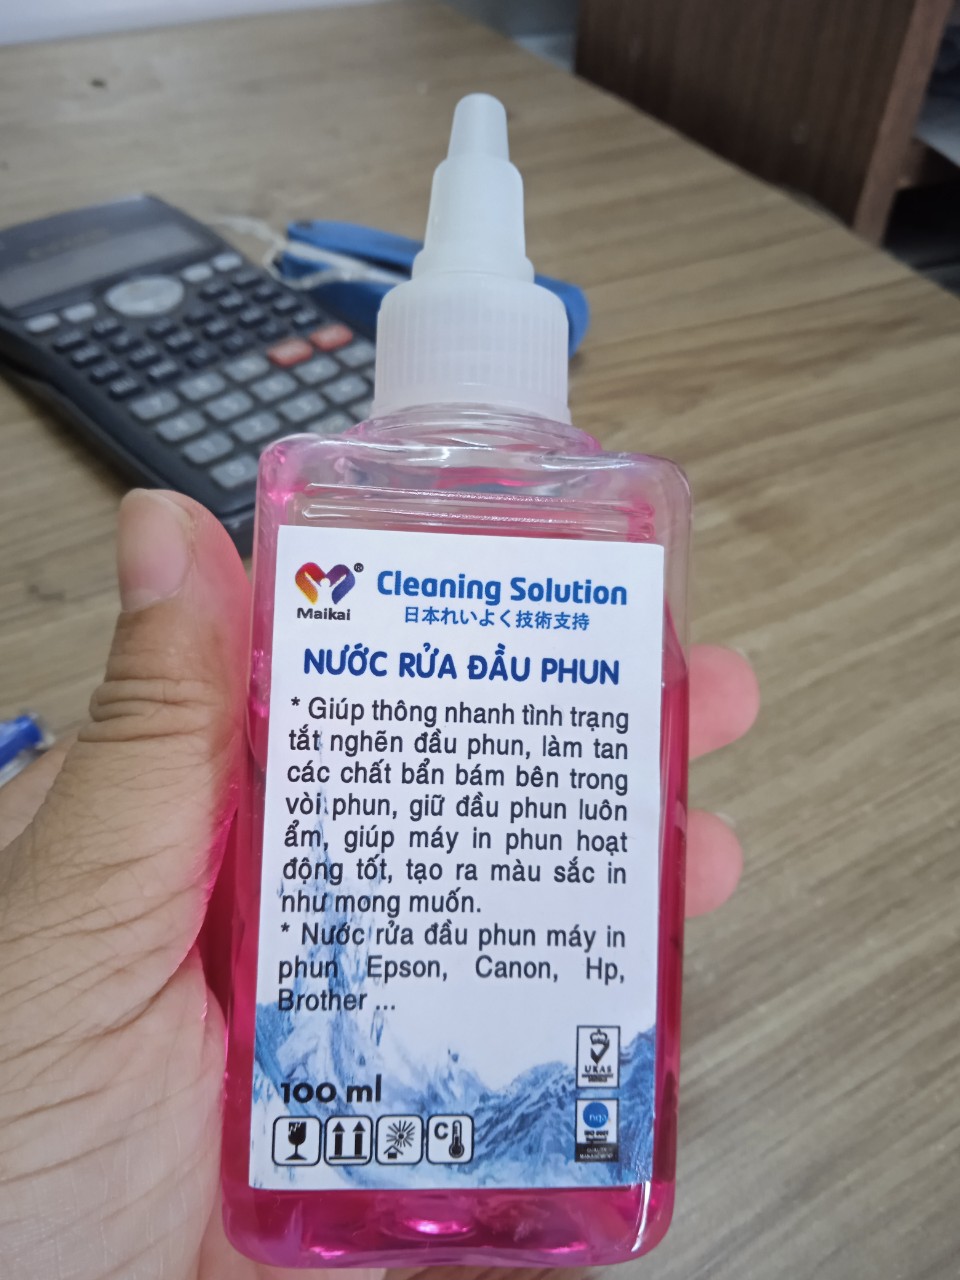 Maikai ®
Cleaning Solution
日本れいよく技術支持
NƯỚC RỬA ĐẦU PHUN
* Giúp thông nhanh tình trạng
tắt nghẽn đầu phun, làm tan
các chất bẩn bám bên trong
vòi phun, giữ đầu phun luôn
ẩm, giúp máy in phun hoạt
động tốt, tạo ra màu sắc in
như mong muốn.
* Nước rửa đầu phun máy in
phun Epson, Canon, Hp,
Brother ...
100 ml
C
UKAS
nqa